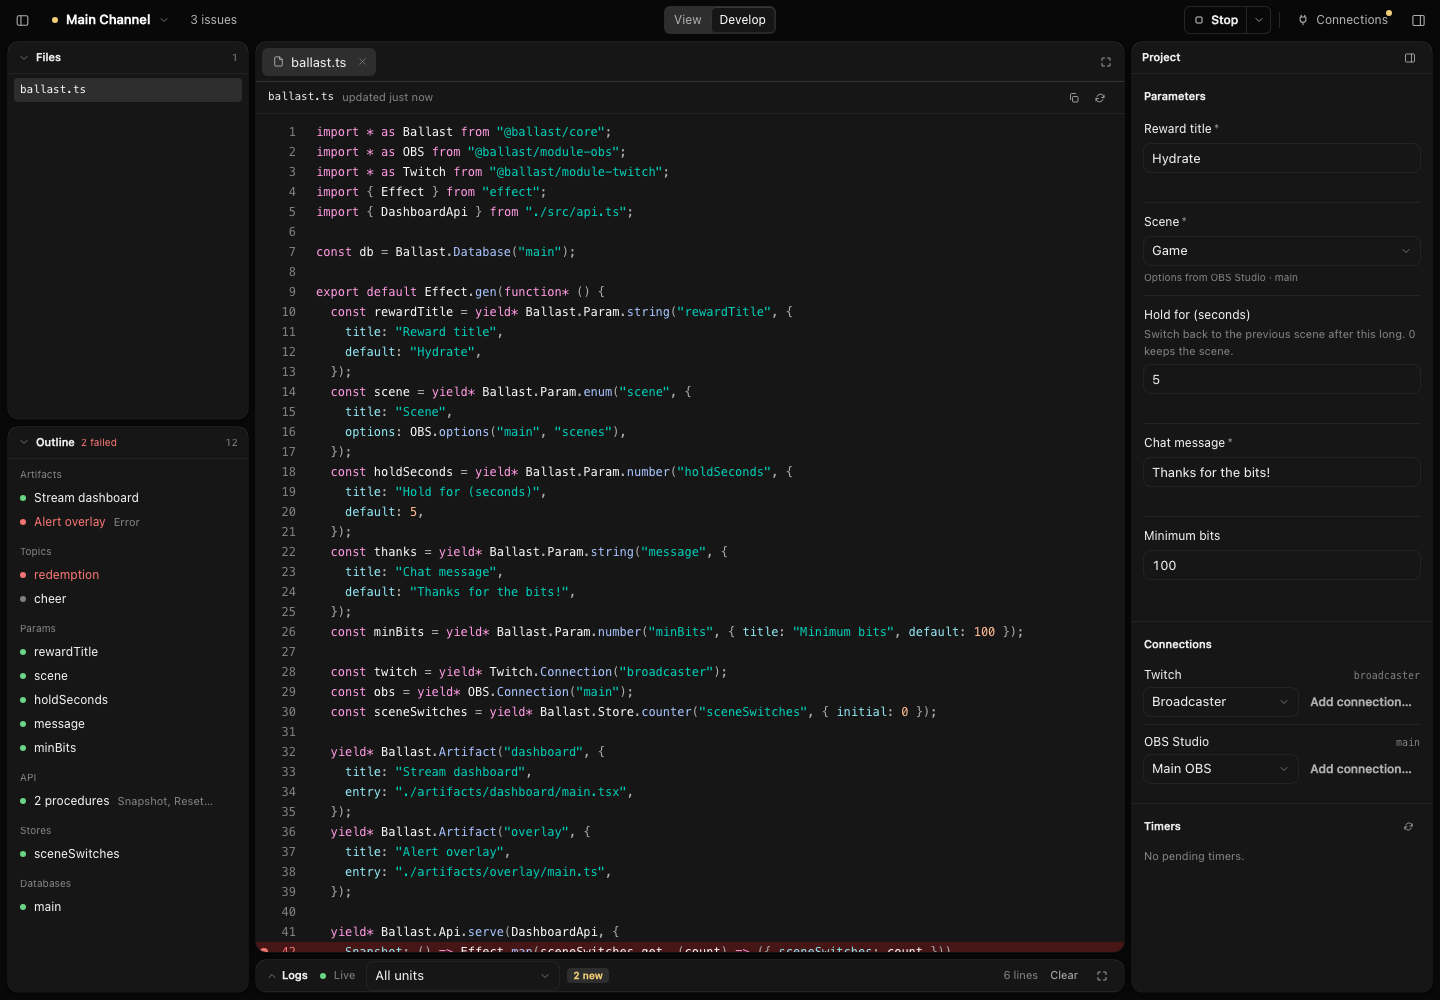 Main Channel
3 issues
View
Develop
Stop
Connections
Files
1
ballast.ts
Outline 2 failed
12
Artifacts
Stream dashboard
Alert overlay Error
Topics
redemption
cheer
Params
rewardTitle
scene
holdSeconds
message
minBits
API
2 procedures Snapshot, Reset...
Stores
sceneSwitches
Databases
main
ballast.ts
ballast.ts updated just now
1 import * as Ballast from "@ballast/core";
2 import * as OBS from "@ballast/module-obs";
3 import * as Twitch from "@ballast/module-twitch";
4 import { Effect } from "effect";
5 import { DashboardApi } from "./src/api.ts";
6
7 const db = Ballast.Database("main");
8
9 export default Effect.gen(function* () {
10 const rewardTitle = yield* Ballast.Param.string("rewardTitle", {
11 title: "Reward title",
12 default: "Hydrate",
13 });
14 const scene = yield* Ballast.Param.enum("scene", {
15 title: "Scene",
16 options: OBS.options("main", "scenes"),
17 });
18 const holdSeconds = yield* Ballast.Param.number("holdSeconds", {
19 title: "Hold for (seconds)",
20 default: 5,
21 });
22 const thanks = yield* Ballast.Param.string("message", {
23 title: "Chat message",
24 default: "Thanks for the bits!",
25 });
26 const minBits = yield* Ballast.Param.number("minBits", { title: "Minimum bits", default: 100 });
27
28 const twitch = yield* Twitch.Connection("broadcaster");
29 const obs = yield* OBS.Connection("main");
30 const sceneSwitches = yield* Ballast.Store.counter("sceneSwitches", { initial: 0 });
31
32 yield* Ballast.Artifact("dashboard", {
33 title: "Stream dashboard",
34 entry: "./artifacts/dashboard/main.tsx",
35 });
36 yield* Ballast.Artifact("overlay", {
37 title: "Alert overlay",
38 entry: "./artifacts/overlay/main.ts",
39 });
40
41 yield* Ballast.Api.serve(DashboardApi, {
42 Snapshot: () => Effect.map(sceneSwitches.get, (count) => ({ sceneSwitches: count })),
Logs
Live
All units
2 new
6 lines
Clear
Project
Parameters
Reward title *
Hydrate
Scene *
Game
Options from OBS Studio · main
Hold for (seconds)
Switch back to the previous scene after this long. 0
keeps the scene.
5
Chat message *
Thanks for the bits!
Minimum bits
100
Connections
Twitch broadcaster
Broadcaster Add connection...
OBS Studio main
Main OBS Add connection...
Timers
No pending timers.